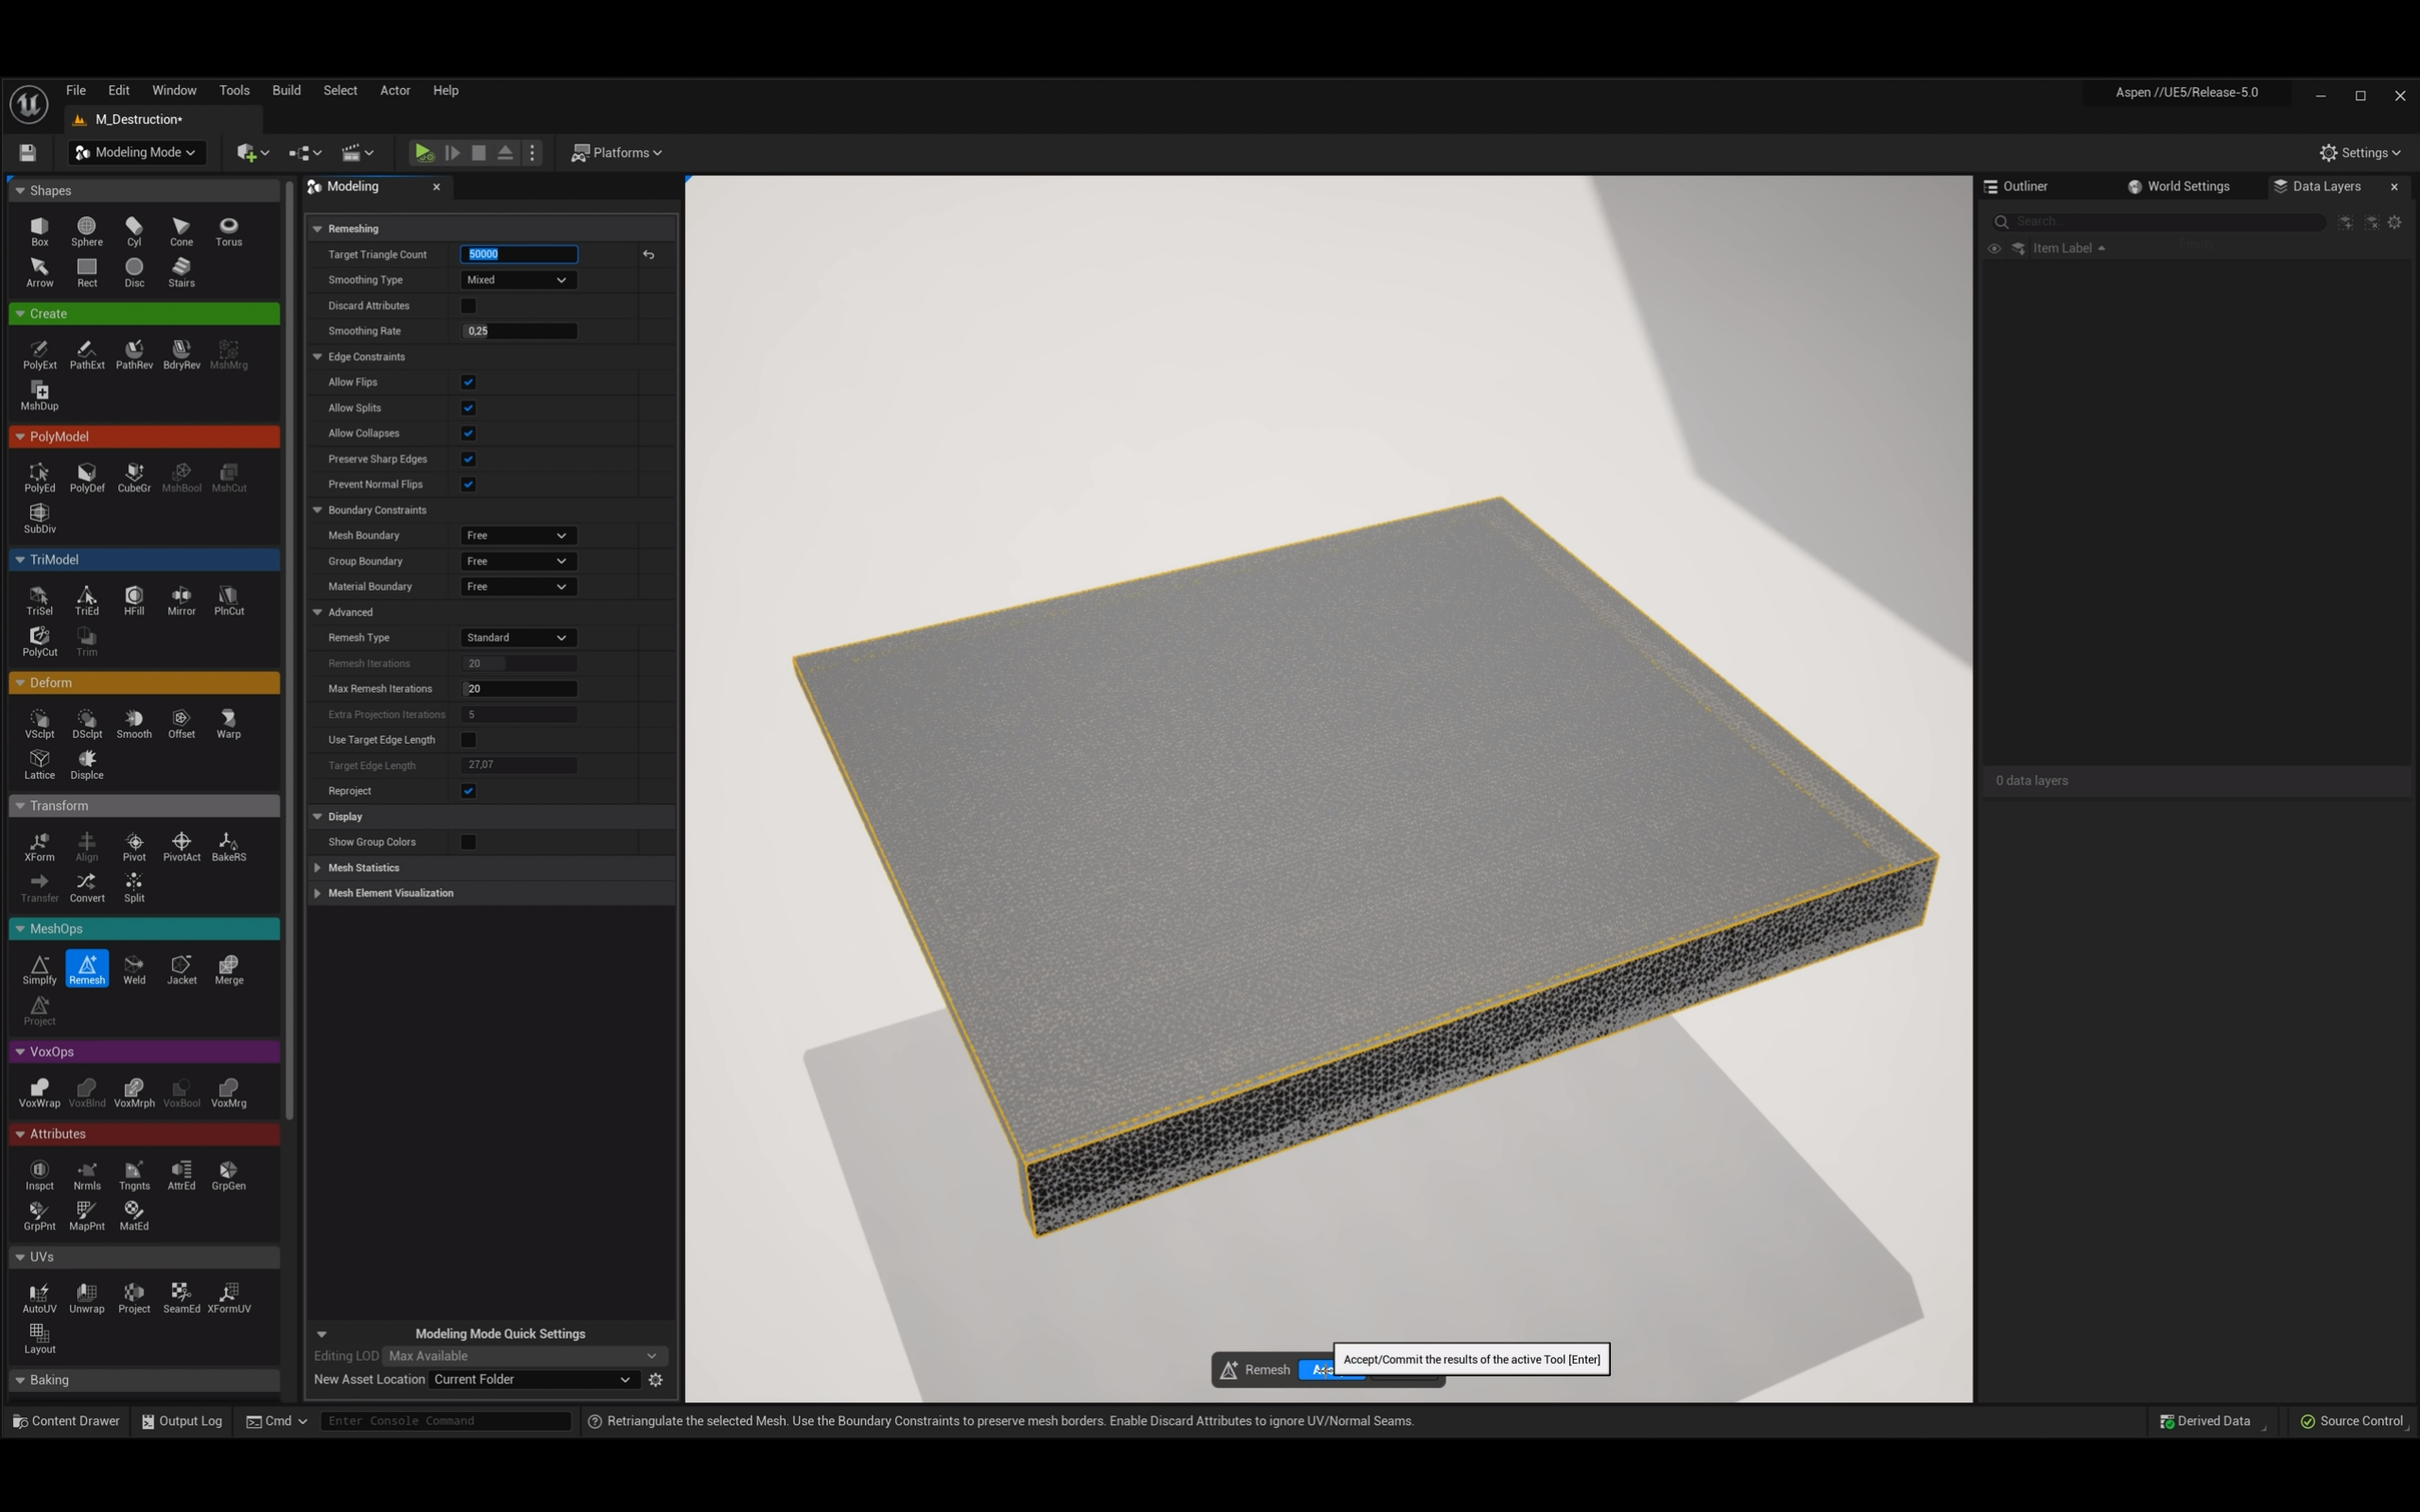 File Edit Window Tools Build Select Actor Help
Aspen //UE5/Release-5.0
M_Destruction*
Modeling Mode
Platforms
Settings
Shapes
Box Sphere Cyl Cone Torus
Arrow Rect Disc Stairs
Create
PolyExt PathExt PathRev BdryRev MshMrg
MshDup
PolyModel
PolyEd PolyDef CubeGr MshBool MshCut
SubDiv
TriModel
TriSel TriEd HFill Mirror PlnCut
PolyCut Trim
Deform
VSclpt DSclpt Smooth Offset Warp
Lattice Displce
Transform
XForm Align Pivot PivotAct BakeRS
Transfer Convert Split
MeshOps
Simplfy Remesh Weld Jacket Merge
Project
VoxOps
VoxWrap VoxBlnd VoxMrph VoxBool VoxMrg
Attributes
Inspct Nrmls Tngnts AttrEd GrpGen
GrpPnt MapPnt MatEd
UVs
AutoUV Unwrap Project SeamEd XFormUV
Layout
Baking
Modeling
Remeshing
Target Triangle Count 50000
Smoothing Type Mixed
Discard Attributes
Smoothing Rate 0,25
Edge Constraints
Allow Flips
Allow Splits
Allow Collapses
Preserve Sharp Edges
Prevent Normal Flips
Boundary Constraints
Mesh Boundary Free
Group Boundary Free
Material Boundary Free
Advanced
Remesh Type Standard
Remesh Iterations 20
Max Remesh Iterations 20
Extra Projection Iterations 5
Use Target Edge Length
Target Edge Length 27,07
Reproject
Display
Show Group Colors
Mesh Statistics
Mesh Element Visualization
Modeling Mode Quick Settings
Editing LOD Max Available
New Asset Location Current Folder
Remesh
Accept/Commit the results of the active Tool [Enter]
Outliner World Settings Data Layers
Search...
Item Label
0 data layers
Content Drawer Output Log Cmd Enter Console Command
Retriangulate the selected Mesh. Use the Boundary Constraints to preserve mesh borders. Enable Discard Attributes to ignore UV/Normal Seams.
Derived Data Source Control